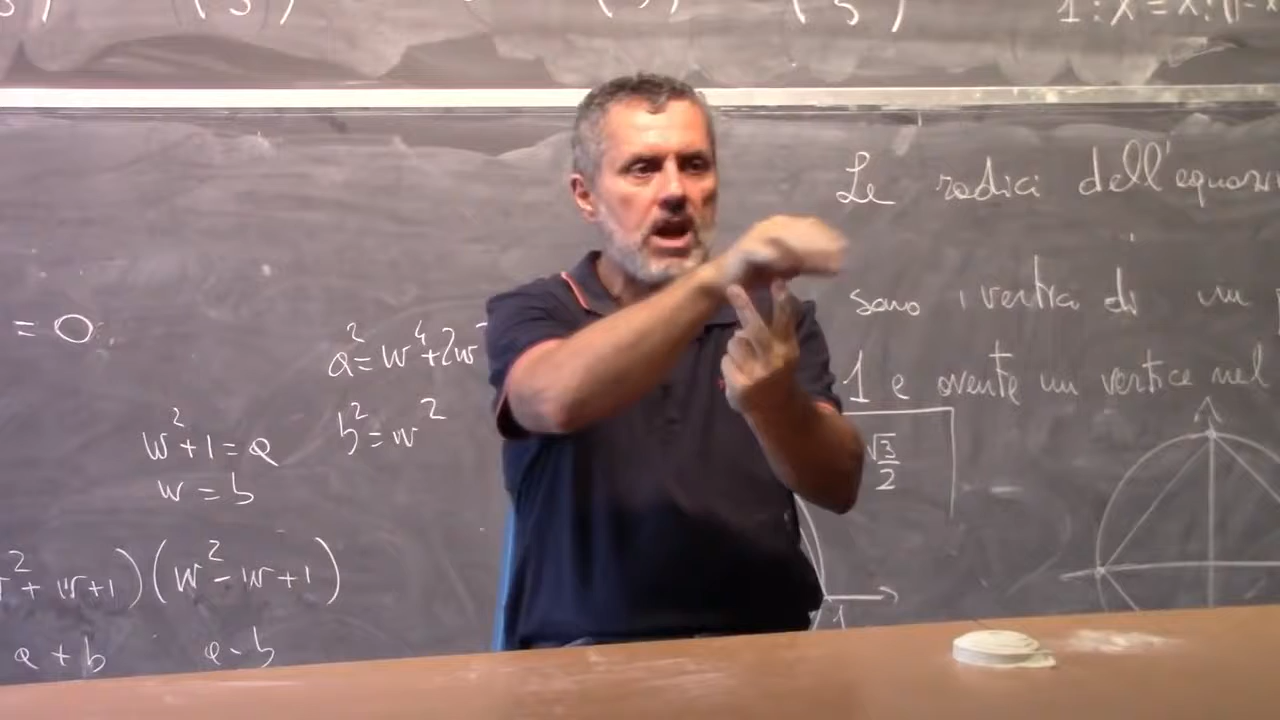 1 : x = x : 1 - x
Le radici dell'equazi
sono i vertici di un
1 e avente un vertice nel
= 0
a² = w⁴ + 2w
b² = w²
w² + 1 = a
w = b
² + w + 1 ) ( w² - w + 1 )
a + b a - b
√3/2
1